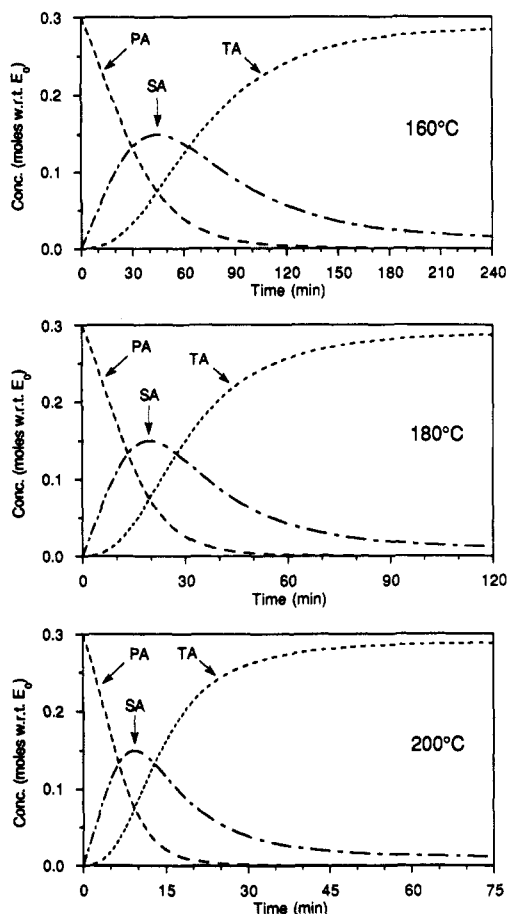 0.3
PA
TA
SA
0.2
160°C
0.1
0.0
Conc. (moles w.r.t. E₀)
0 30 60 90 120 150 180 210 240
Time (min)
0.3
PA
TA
SA
0.2
180°C
0.1
0.0
Conc. (moles w.r.t. E₀)
0 30 60 90 120
Time (min)
0.3
PA
TA
SA
0.2
200°C
0.1
0.0
Conc. (moles w.r.t. E₀)
0 15 30 45 60 75
Time (min)